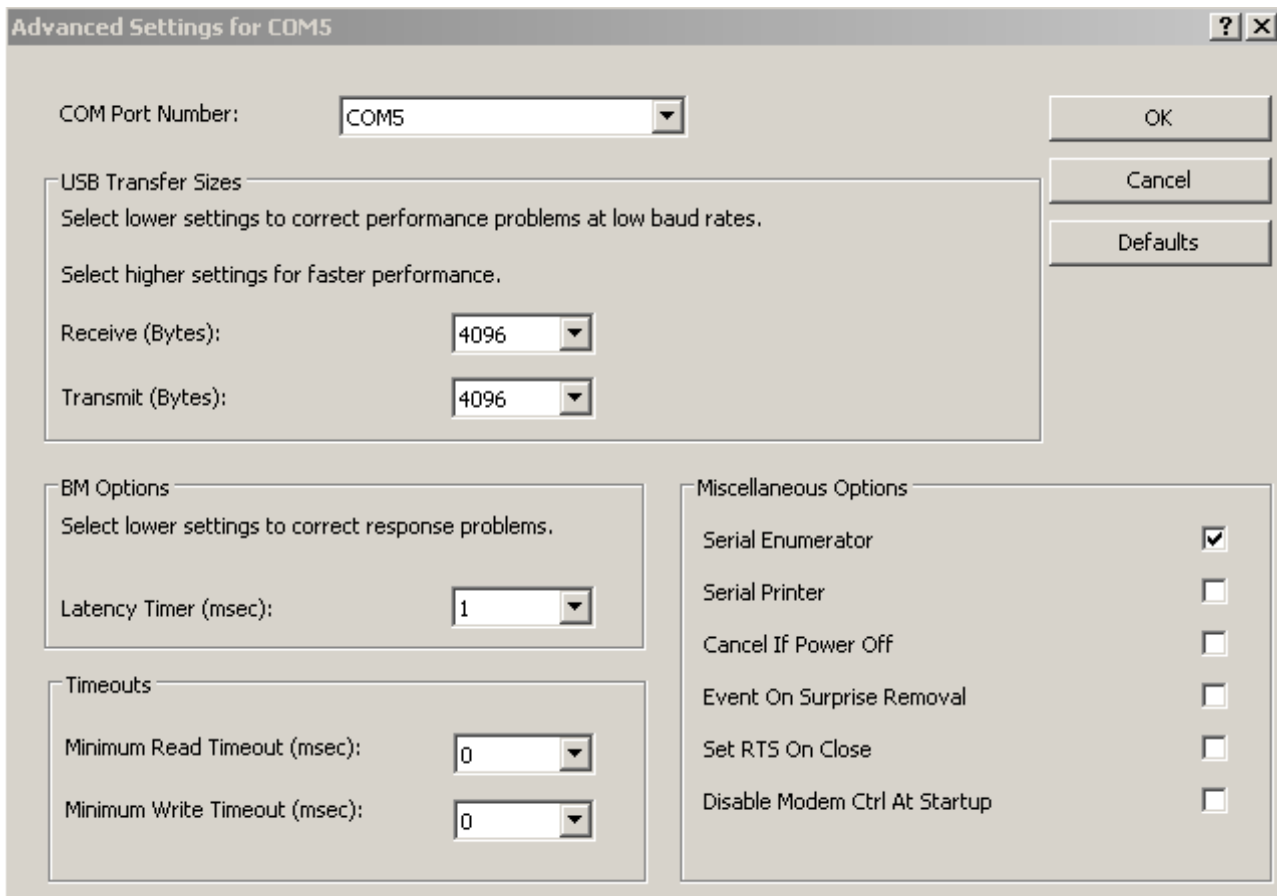 Advanced Settings for COM5
COM Port Number:
COM5
OK
Cancel
Defaults
USB Transfer Sizes
Select lower settings to correct performance problems at low baud rates.
Select higher settings for faster performance.
Receive (Bytes):
4096
Transmit (Bytes):
4096
BM Options
Select lower settings to correct response problems.
Latency Timer (msec):
1
Timeouts
Minimum Read Timeout (msec):
0
Minimum Write Timeout (msec):
0
Miscellaneous Options
Serial Enumerator
Serial Printer
Cancel If Power Off
Event On Surprise Removal
Set RTS On Close
Disable Modem Ctrl At Startup